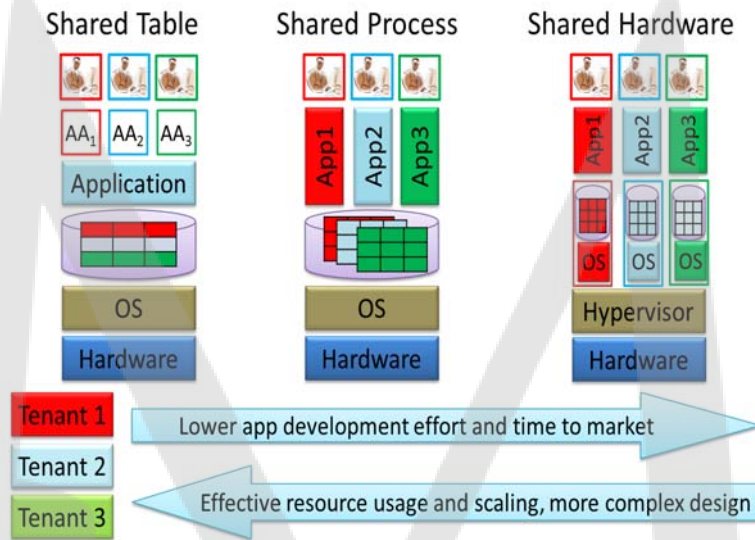 Shared Table
Shared Process
Shared Hardware
AA1
AA2
AA3
Application
OS
Hardware
App1
App2
App3
OS
Hardware
App1
App2
App3
OS
OS
OS
Hypervisor
Hardware
Tenant 1
Tenant 2
Tenant 3
Lower app development effort and time to market
Effective resource usage and scaling, more complex design